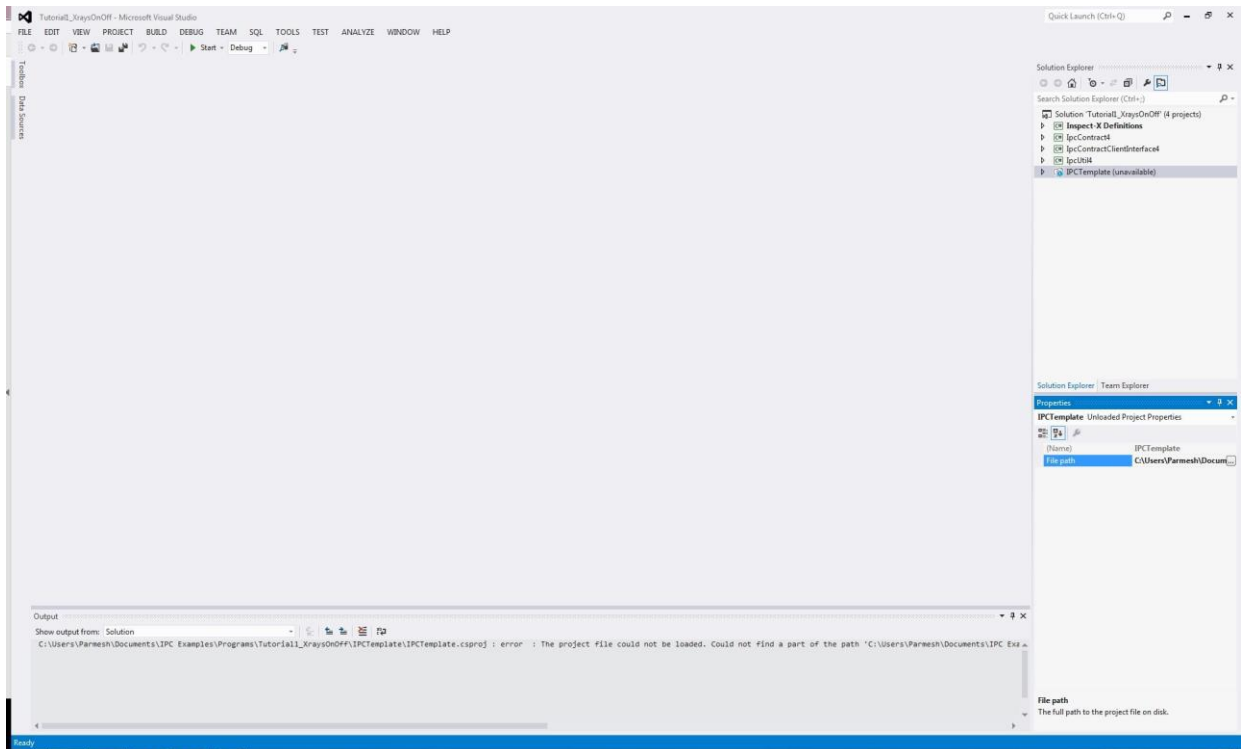 Tutorial1_XraysOnOff - Microsoft Visual Studio
Quick Launch (Ctrl+Q)
FILE EDIT VIEW PROJECT BUILD DEBUG TEAM SQL TOOLS TEST ANALYZE WINDOW HELP
Start Debug
Toolbox
Data Sources
Solution Explorer
Search Solution Explorer (Ctrl+;)
Solution 'Tutorial1_XraysOnOff' (4 projects)
Inspect-X Definitions
IpcContract4
IpcContractClientInterface4
IpcUtil4
IPCTemplate (unavailable)
Solution Explorer Team Explorer
Properties
IPCTemplate Unloaded Project Properties
(Name) IPCTemplate
File path C:\Users\Parmesh\Docum...
Output
Show output from: Solution
C:\Users\Parmesh\Documents\IPC Examples\Programs\Tutorial1_XraysOnOff\IPCTemplate\IPCTemplate.csproj : error : The project file could not be loaded. Could not find a part of the path 'C:\Users\Parmesh\Documents\IPC Exa
File path
The full path to the project file on disk.
Ready